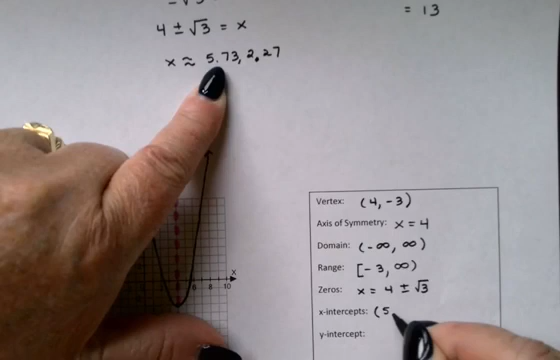 = 13
4 ± √3 = x
x ≈ 5.73, 2.27
Vertex: (4, -3)
Axis of Symmetry: x = 4
Domain: (-∞, ∞)
Range: [-3, ∞)
Zeros: x = 4 ± √3
x-intercepts: (5
y-intercept:
x
6 8 10